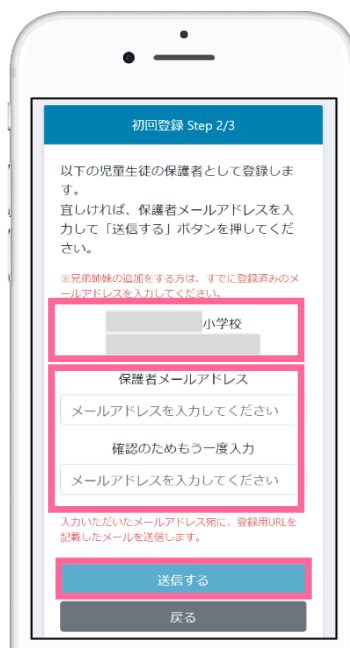 初回登録 Step 2/3
以下の児童生徒の保護者として登録しま
す。
宜しければ、保護者メールアドレスを入
力して「送信する」ボタンを押してくだ
さい。
※兄弟姉妹の追加をする方は、すでに登録済みのメ
ールアドレスを入力してください。
小学校
保護者メールアドレス
メールアドレスを入力してください
確認のためもう一度入力
メールアドレスを入力してください
入力いただいたメールアドレス宛に、登録用URLを
記載したメールを送信します。
送信する
戻る